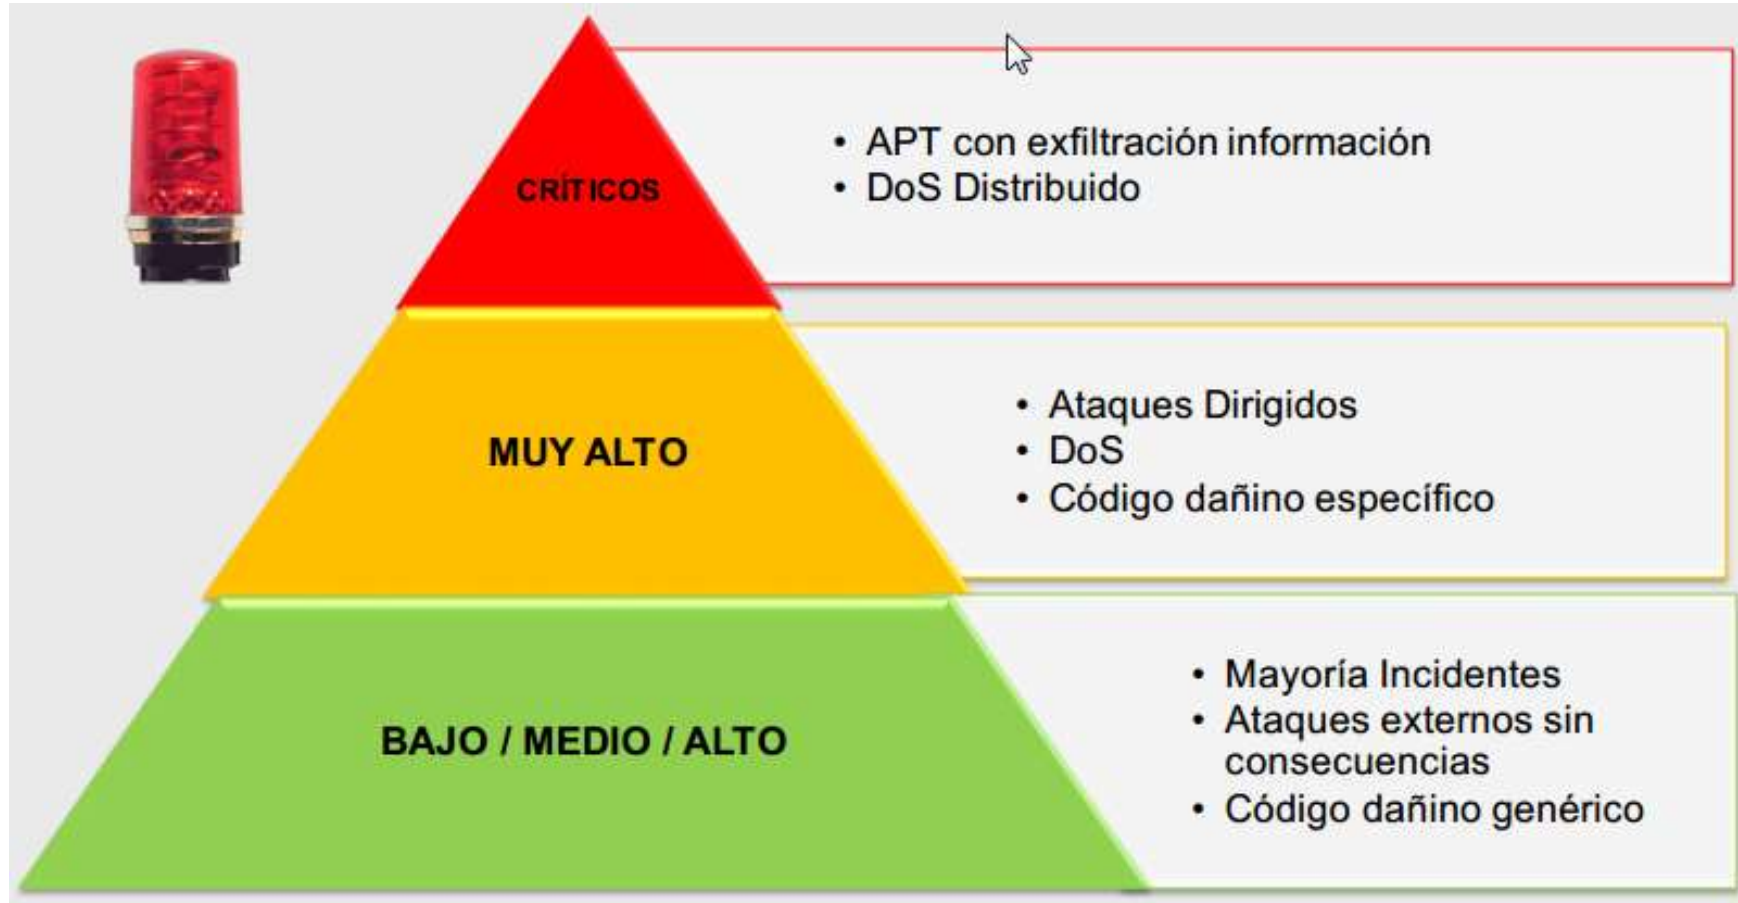 CRÍTICOS
• APT con exfiltración información
• DoS Distribuido
MUY ALTO
• Ataques Dirigidos
• DoS
• Código dañino específico
BAJO / MEDIO / ALTO
• Mayoría Incidentes
• Ataques externos sin
consecuencias
• Código dañino genérico